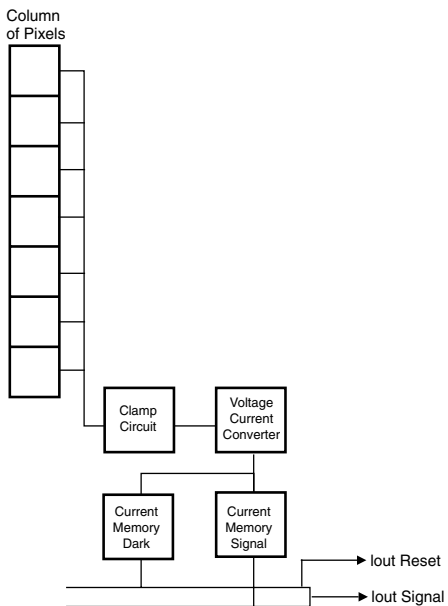 Column
of Pixels
Clamp
Circuit
Voltage
Current
Converter
Current
Memory
Dark
Current
Memory
Signal
Iout Reset
Iout Signal